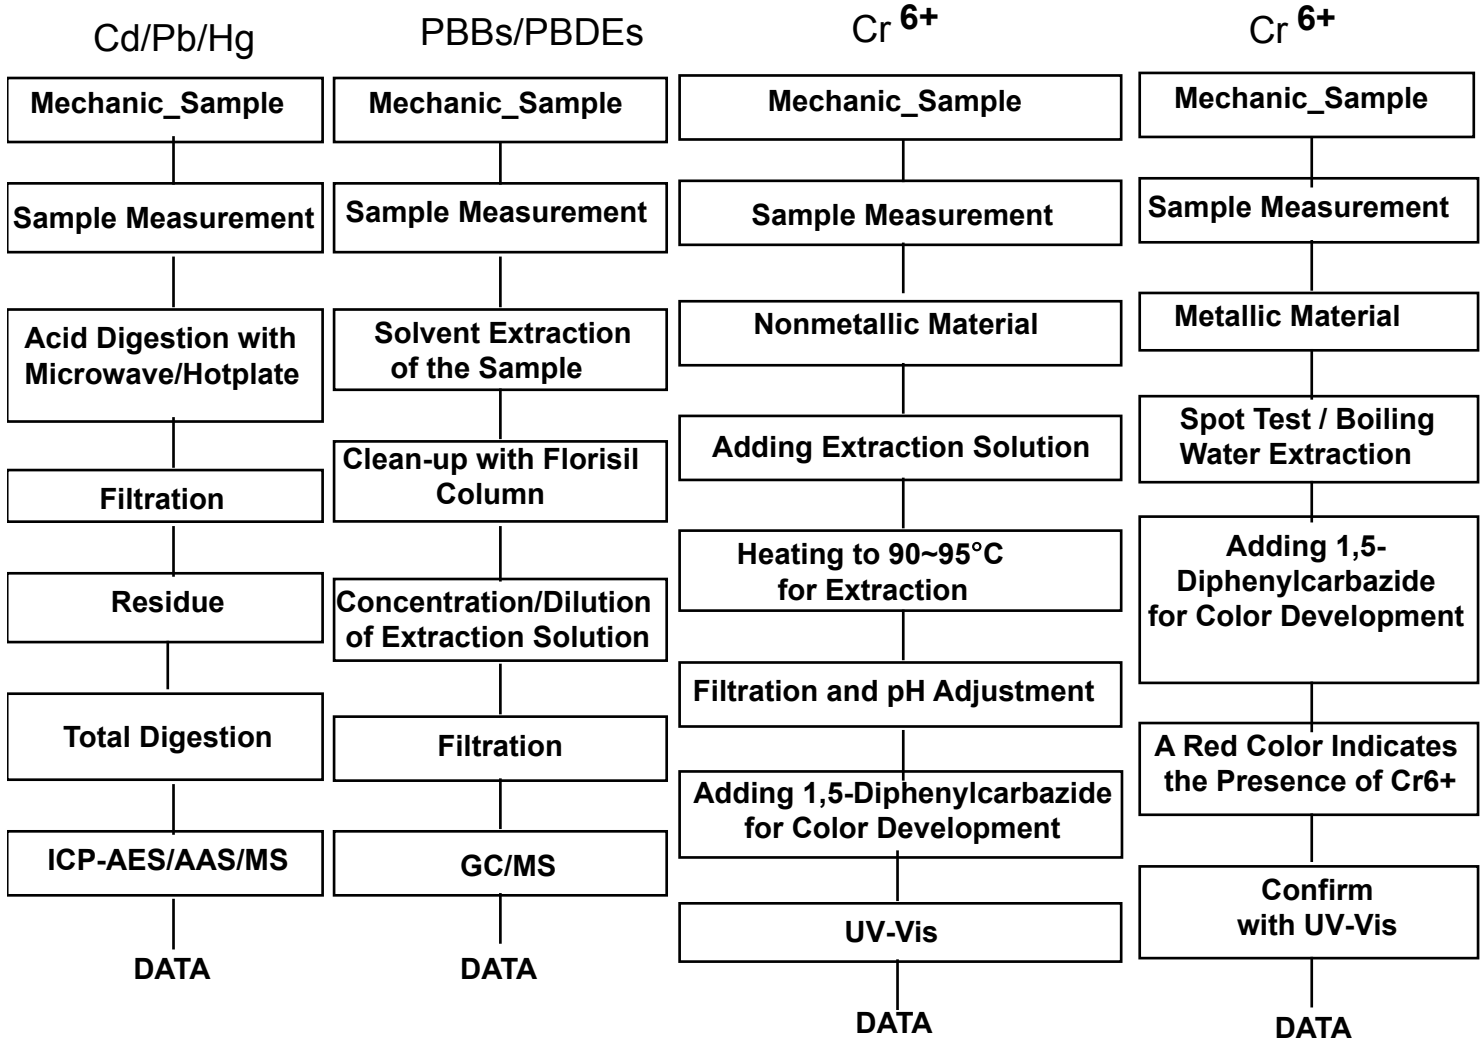 Cd/Pb/Hg
Mechanic_Sample
Sample Measurement
Acid Digestion with
Microwave/Hotplate
Filtration
Residue
Total Digestion
ICP-AES/AAS/MS
DATA
PBBs/PBDEs
Mechanic_Sample
Sample Measurement
Solvent Extraction
of the Sample
Clean-up with Florisil
Column
Concentration/Dilution
of Extraction Solution
Filtration
GC/MS
DATA
Cr 6+
Mechanic_Sample
Sample Measurement
Nonmetallic Material
Adding Extraction Solution
Heating to 90~95°C
for Extraction
Filtration and pH Adjustment
Adding 1,5-Diphenylcarbazide
for Color Development
UV-Vis
DATA
Cr 6+
Mechanic_Sample
Sample Measurement
Metallic Material
Spot Test / Boiling
Water Extraction
Adding 1,5-
Diphenylcarbazide
for Color Development
A Red Color Indicates
the Presence of Cr6+
Confirm
with UV-Vis
DATA